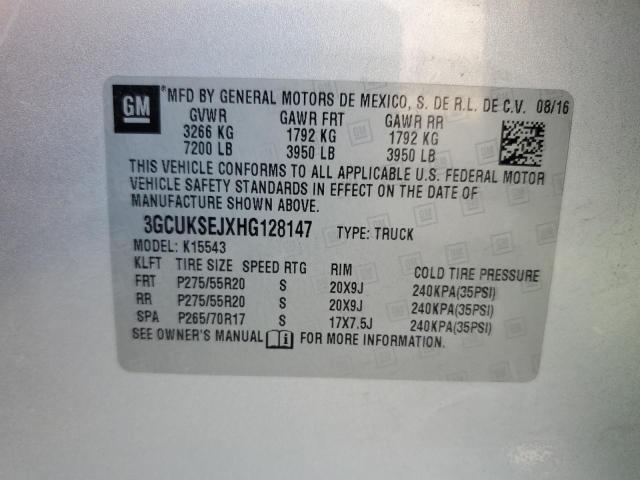 GM MFD BY GENERAL MOTORS DE MEXICO, S. DE R.L. DE C.V. 08/16
GVWR GAWR FRT GAWR RR
3266 KG 1792 KG 1792 KG
7200 LB 3950 LB 3950 LB
THIS VEHICLE CONFORMS TO ALL APPLICABLE U.S. FEDERAL MOTOR
VEHICLE SAFETY STANDARDS IN EFFECT ON THE DATE OF
MANUFACTURE SHOWN ABOVE.
3GCUKSEJXHG128147 TYPE: TRUCK
MODEL: K15543
KLFT TIRE SIZE SPEED RTG RIM COLD TIRE PRESSURE
FRT P275/55R20 S 20X9J 240KPA(35PSI)
RR P275/55R20 S 20X9J 240KPA(35PSI)
SPA P265/70R17 S 17X7.5J 240KPA(35PSI)
SEE OWNER'S MANUAL FOR MORE INFORMATION.